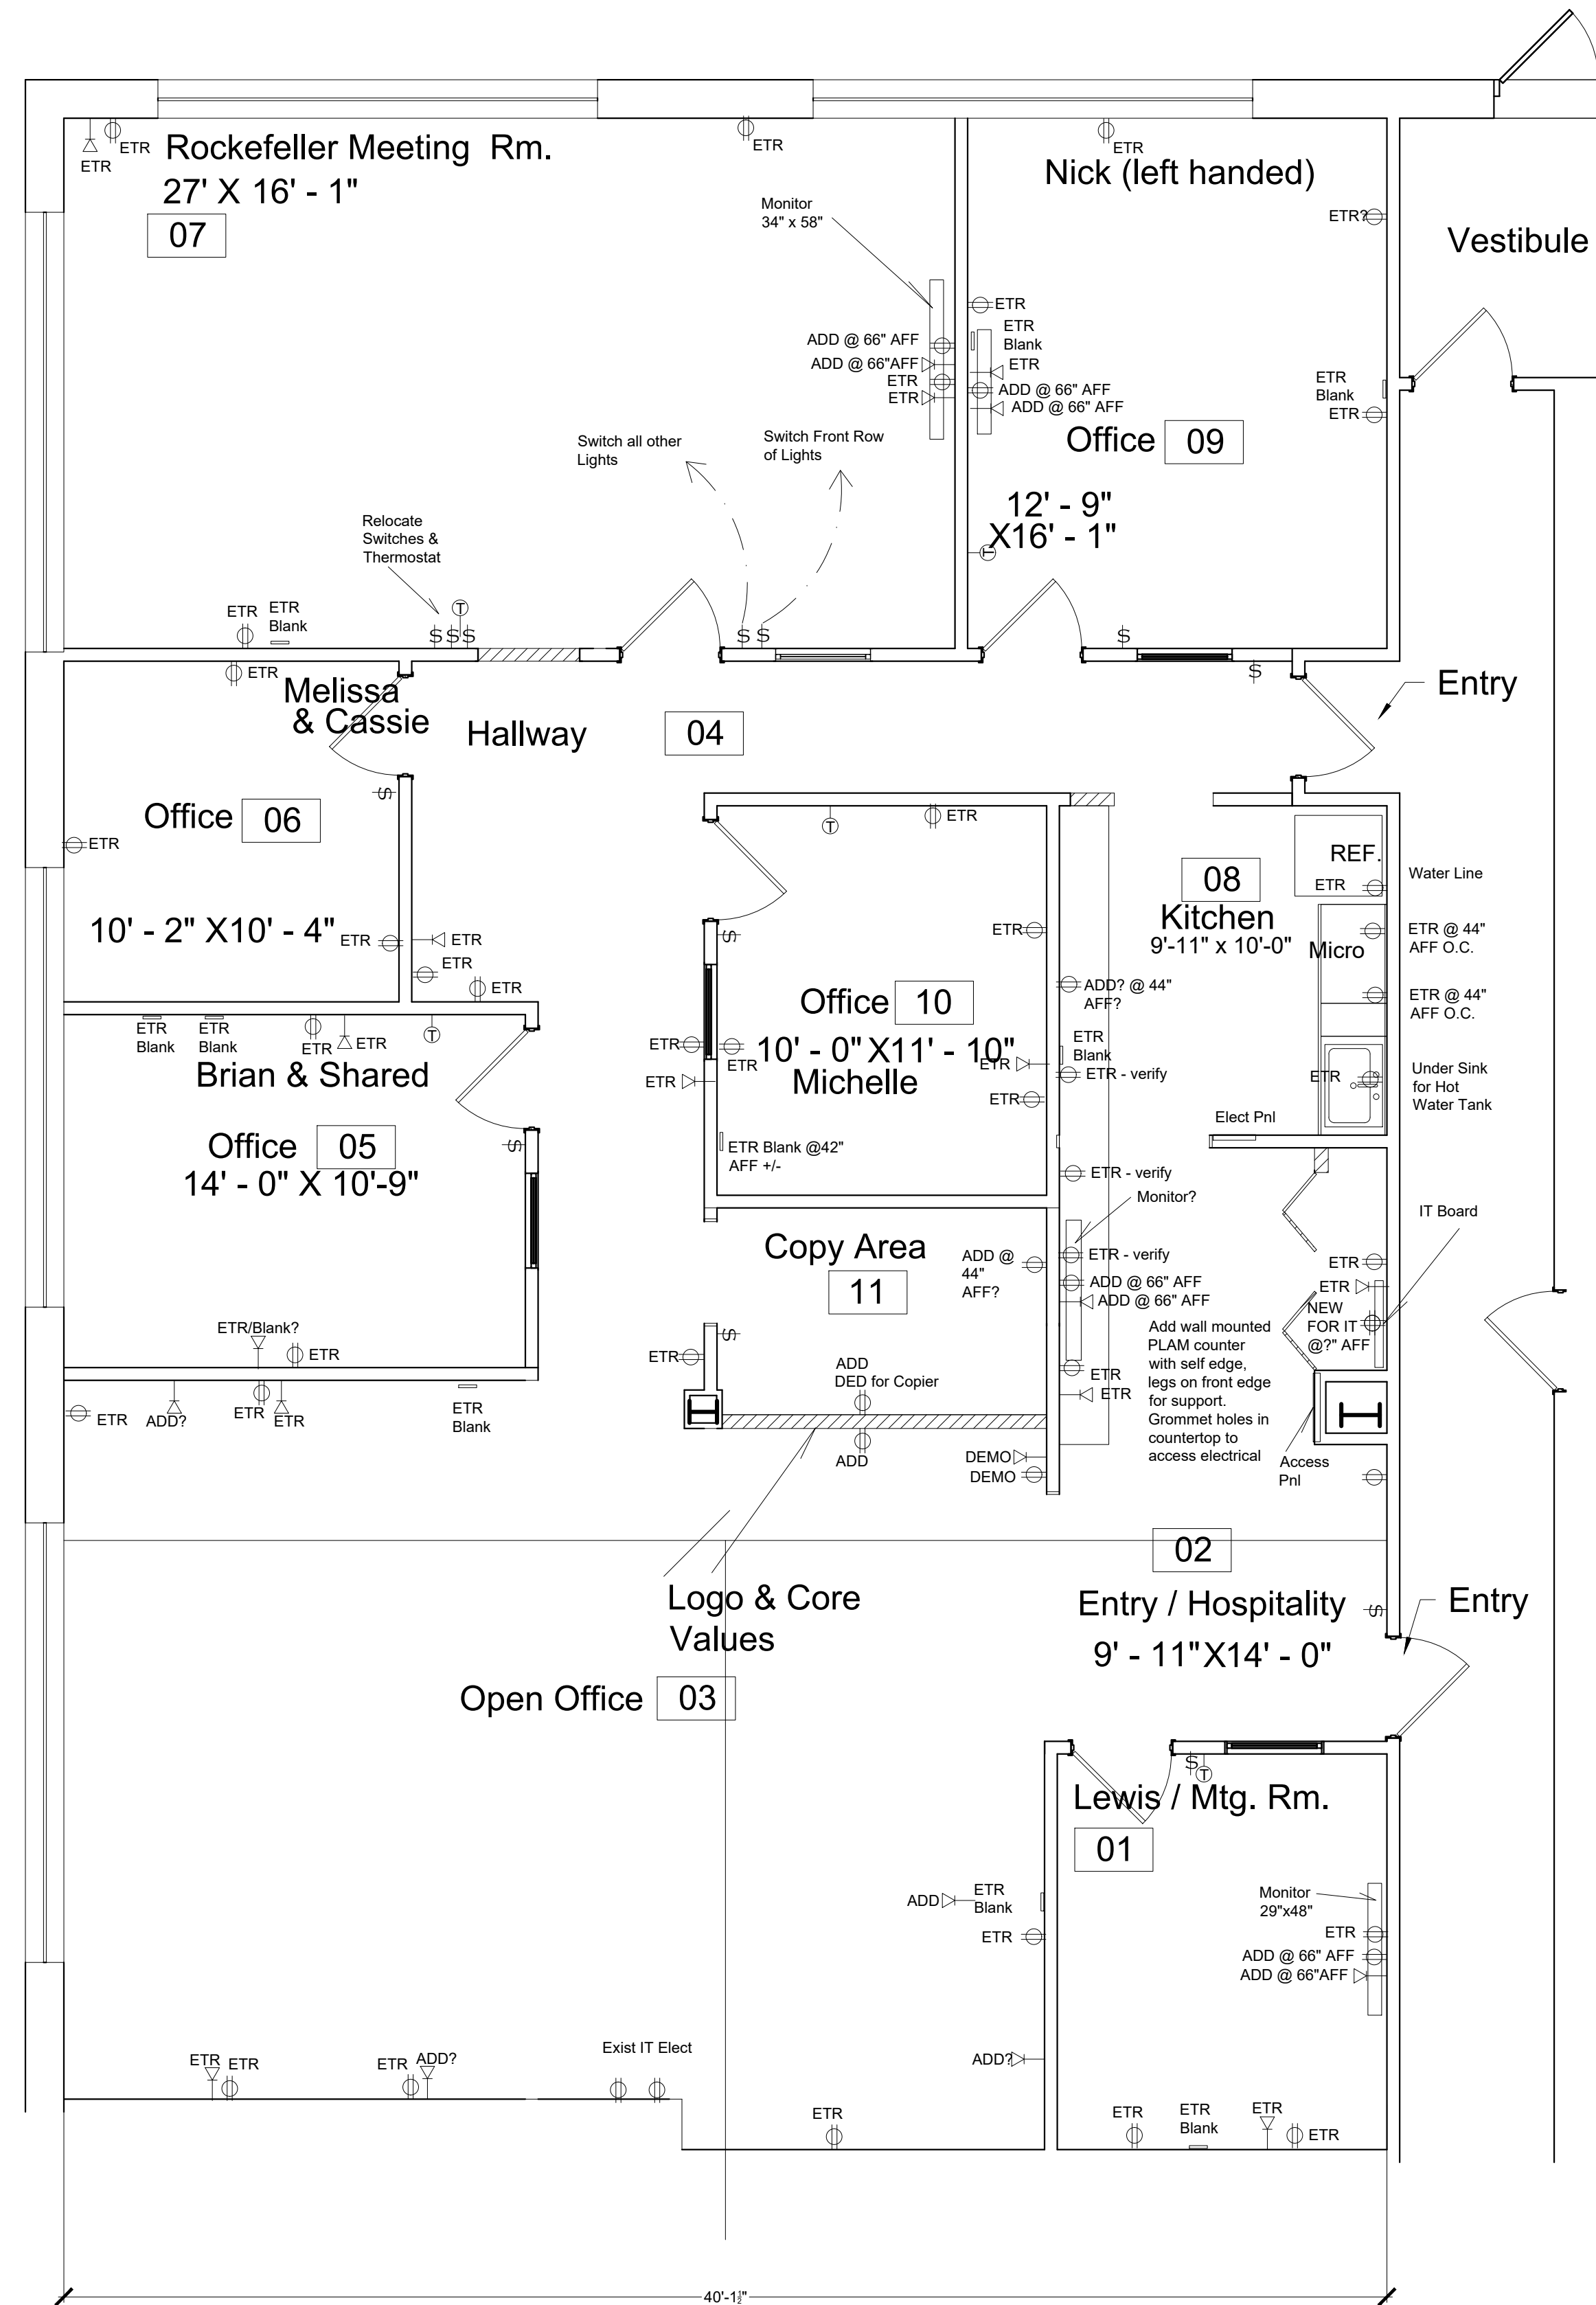 ETR
ETR
Rockefeller Meeting Rm.
27' X 16' - 1"
07
ETR
Monitor
34" x 58"
ADD @ 66" AFF
ADD @ 66"AFF
ETR
ETR
Switch all other
Lights
Switch Front Row
of Lights
Relocate
Switches &
Thermostat
ETR
ETR
Blank
T
S S S
S S
ETR
Nick (left handed)
ETR?
ETR
ETR
Blank
ETR
ADD @ 66" AFF
ADD @ 66" AFF
ETR
Blank
ETR
Office 09
12' - 9"
X16' - 1"
T
S
S
Vestibule
Entry
ETR
Melissa
& Cassie
Hallway
04
Office 06
S
ETR
10' - 2" X10' - 4"
ETR
ETR
ETR
ETR
T
ETR
S
ETR
Office 10
10' - 0" X11' - 10"
Michelle
ETR
ETR
ETR
ETR
ETR
ETR Blank @42"
AFF +/-
REF.
ETR
Water Line
08
Kitchen
9'-11" x 10'-0"
Micro
ETR @ 44"
AFF O.C.
ETR @ 44"
AFF O.C.
ADD? @ 44"
AFF?
ETR
Blank
ETR - verify
ETR
Under Sink
for Hot
Water Tank
Elect Pnl
ETR
Blank
ETR
Blank
ETR
ETR
T
Brian & Shared
Office 05
14' - 0" X 10'-9"
S
ETR/Blank?
ETR
ETR - verify
Monitor?
IT Board
Copy Area
11
ADD @
44"
AFF?
ETR - verify
ADD @ 66" AFF
ADD @ 66" AFF
ETR
ETR
NEW
FOR IT
@?" AFF
S
ETR
ADD
DED for Copier
ETR
ETR
Add wall mounted
PLAM counter
with self edge,
legs on front edge
for support.
Grommet holes in
countertop to
access electrical
Access
Pnl
ETR
ADD?
ETR
ETR
ETR
Blank
ADD
DEMO
DEMO
02
Logo & Core
Values
Entry / Hospitality
9' - 11"X14' - 0"
S
Entry
Open Office 03
S
T
Lewis / Mtg. Rm.
01
ADD
ETR
Blank
ETR
Monitor
29"x48"
ETR
ADD @ 66" AFF
ADD @ 66"AFF
ADD?
ETR
ETR
ETR
ADD?
Exist IT Elect
ETR
ETR
ETR
Blank
ETR
ETR
40'-1½"